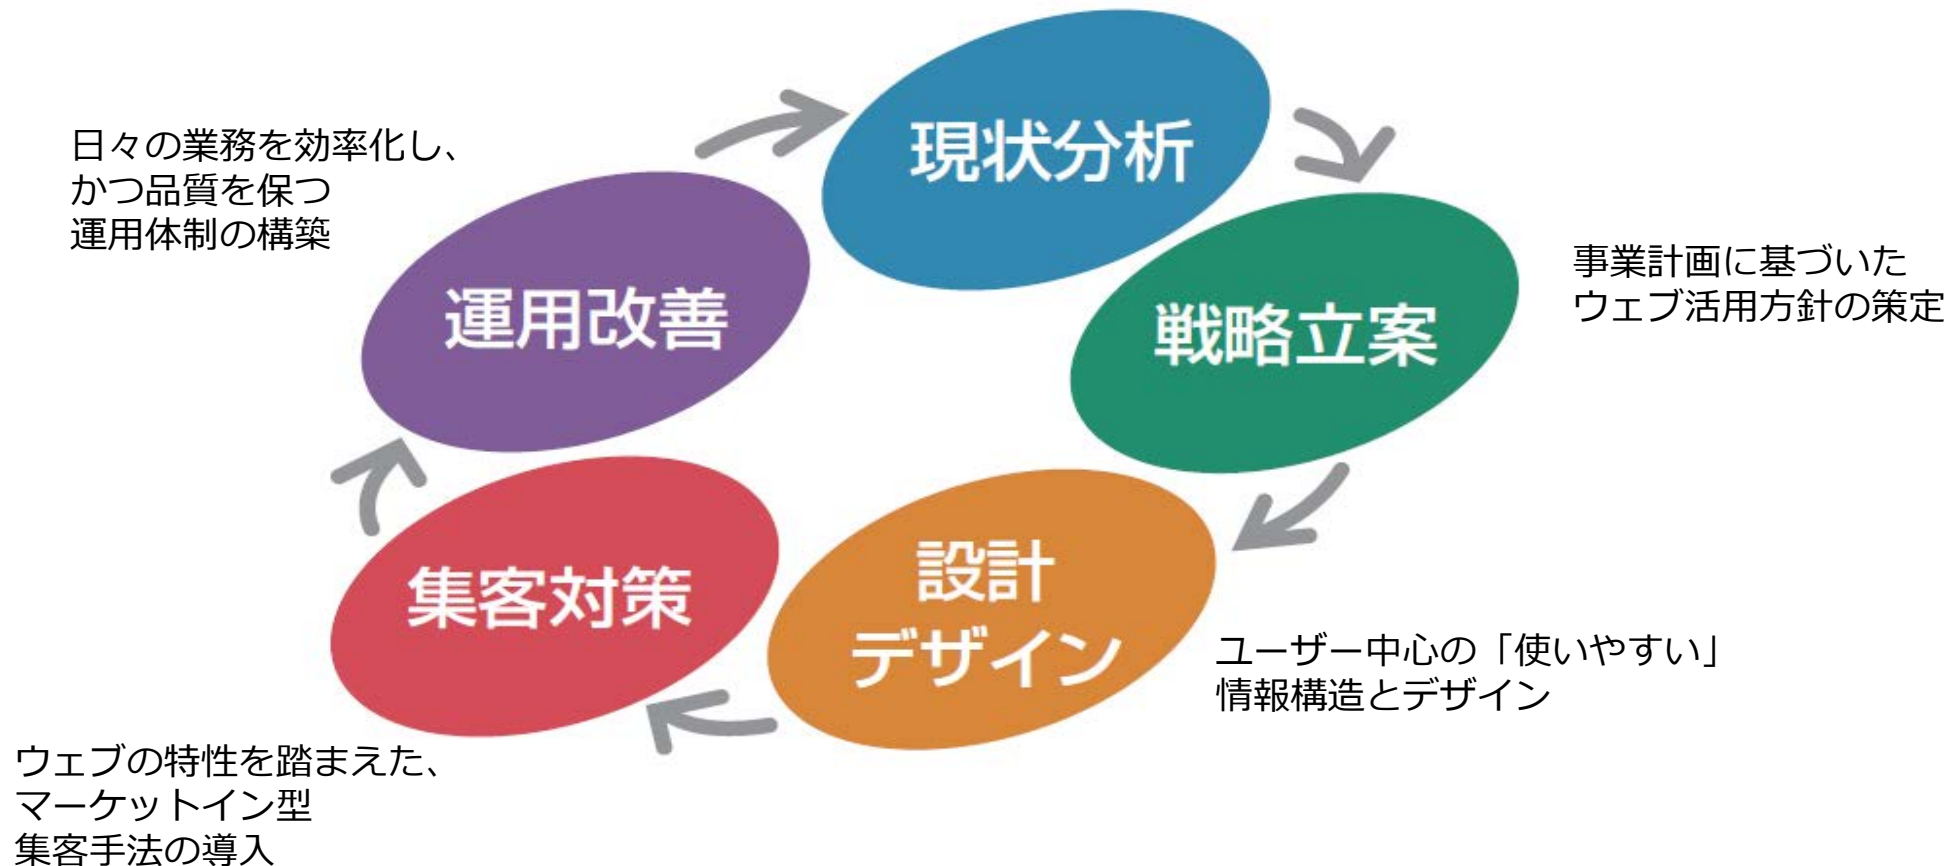 現状分析
日々の業務を効率化し、
かつ品質を保つ
運用体制の構築
運用改善
戦略立案
事業計画に基づいた
ウェブ活用方針の策定
設計
デザイン
集客対策
ユーザー中心の「使いやすい」
情報構造とデザイン
ウェブの特性を踏まえた、
マーケットイン型
集客手法の導入